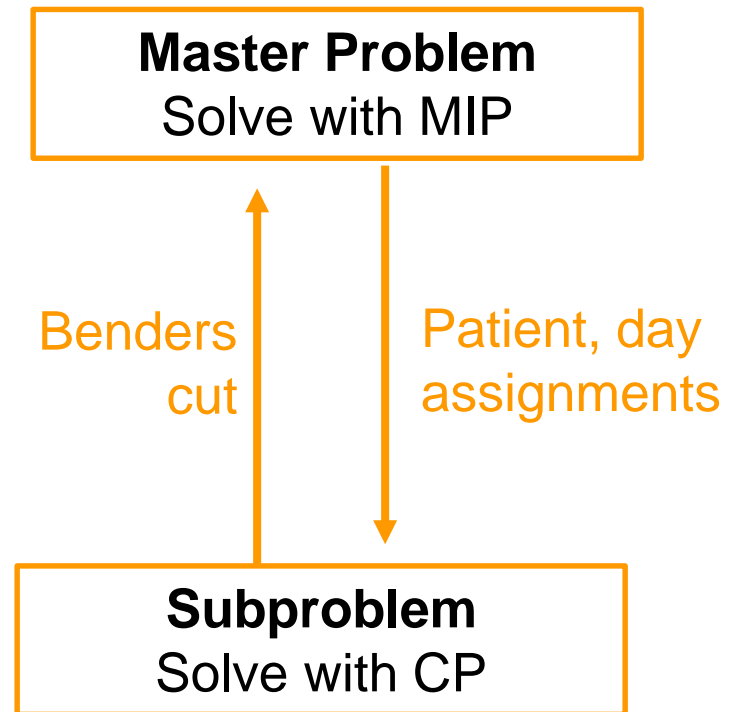 Master Problem
Solve with MIP
Benders
cut
Patient, day
assignments
Subproblem
Solve with CP